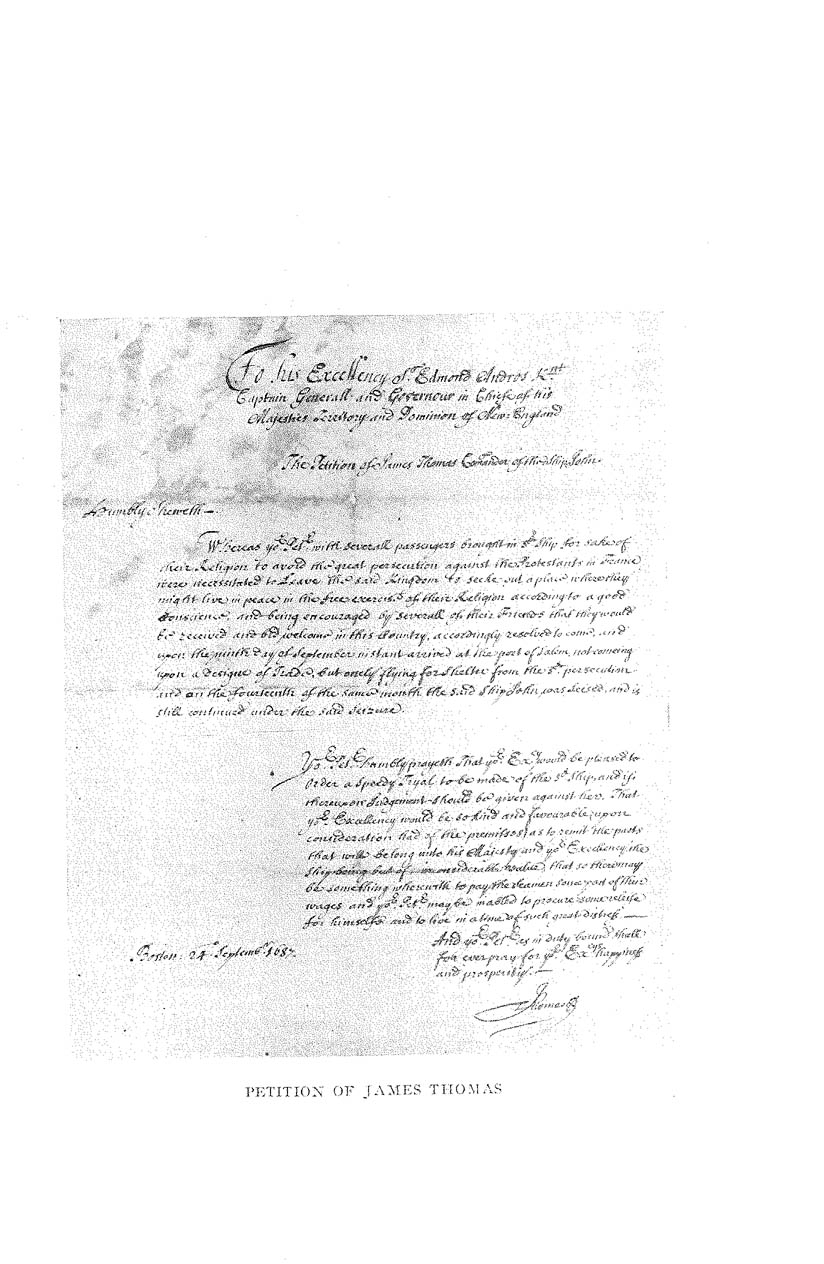 To his Excellency Sr. Edmond Andros Knt
Captain Generall and Governour in Chiefe of his
Majesties Territory and Dominion of New-England
The Petition of James Thomas Comander of the Ship John
Humbly Sheweth —
Whereas yor. Petr. with severall passengers brought in sd. Ship for sake of
their Religion to avoid the great persecution against the Protestants in France
were necessitated to Leave the said Kingdom to seeke out a place where they
might live in peace in the free exercise of their Religion according to a good
Conscience, and being encouraged by severall of their Friends that they would
be received and bid welcome in this Country, accordingly resolved to come, and
upon the ninth day of September instant arrived at the port of Salem, not comeing
upon a designe of Trade, but onely flying for Shelter from the sd. persecution
and on the fourteenth of the same month the said Ship John was seised, and is
still continued under the said Seizure.
Yor. Petr. humbly prayeth That yor. Exy. would be pleased to
order a Speedy Tryal to be made of the sd. Ship, and if
thereupon Judgement should be given against her, That
yor. Excellency would be so kind and favourable, upon
consideration had of the premisses, as to remit the parts
that will belong unto his Majesty and yor. Excellency, the
Ship being but of inconsiderable value, that so there may
be something wherewith to pay the Seamen some part of their
wages and yor. Petr. may be inabled to procure some releife
for himselfe and to live in a time of such great distress —
And yor. Petr. as in duty bound shall
for ever pray for yor. Excys happiness
and prosperity. —
Boston: 24th Septembr. 1687.
J Thomas
PETITION OF JAMES THOMAS